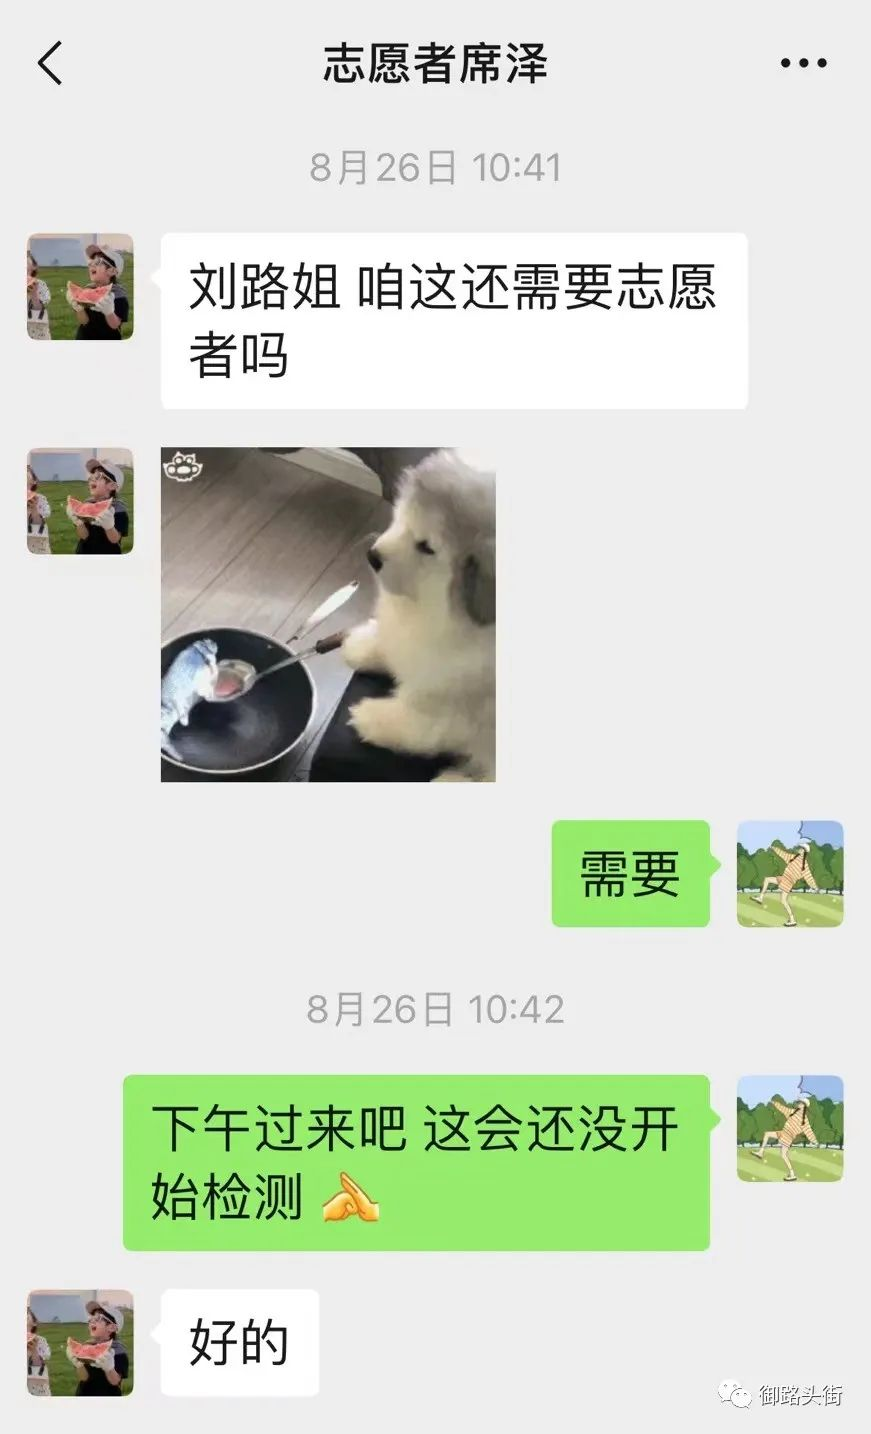 志愿者席泽
8月26日 10:41
刘路姐 咱这还需要志愿
者吗
需要
8月26日 10:42
下午过来吧 这会还没开
始检测
好的
御路头街